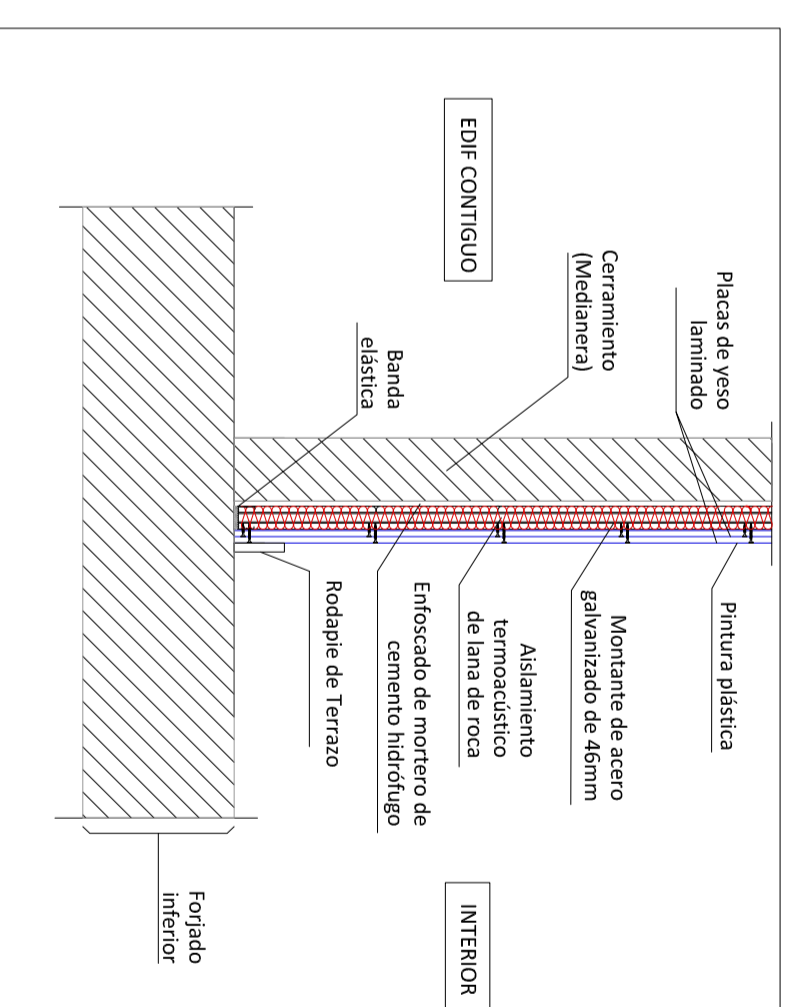 EDIF CONTIGUO
Placas de yeso
laminado
Cerramiento
(Medianera)
Banda
elástica
Pintura plástica
Montante de acero
galvanizado de 46mm
Aislamiento
termoacústico
de lana de roca
Enfoscado de mortero de
cemento hidrófugo
Rodapie de Terrazo
INTERIOR
Forjado
inferior